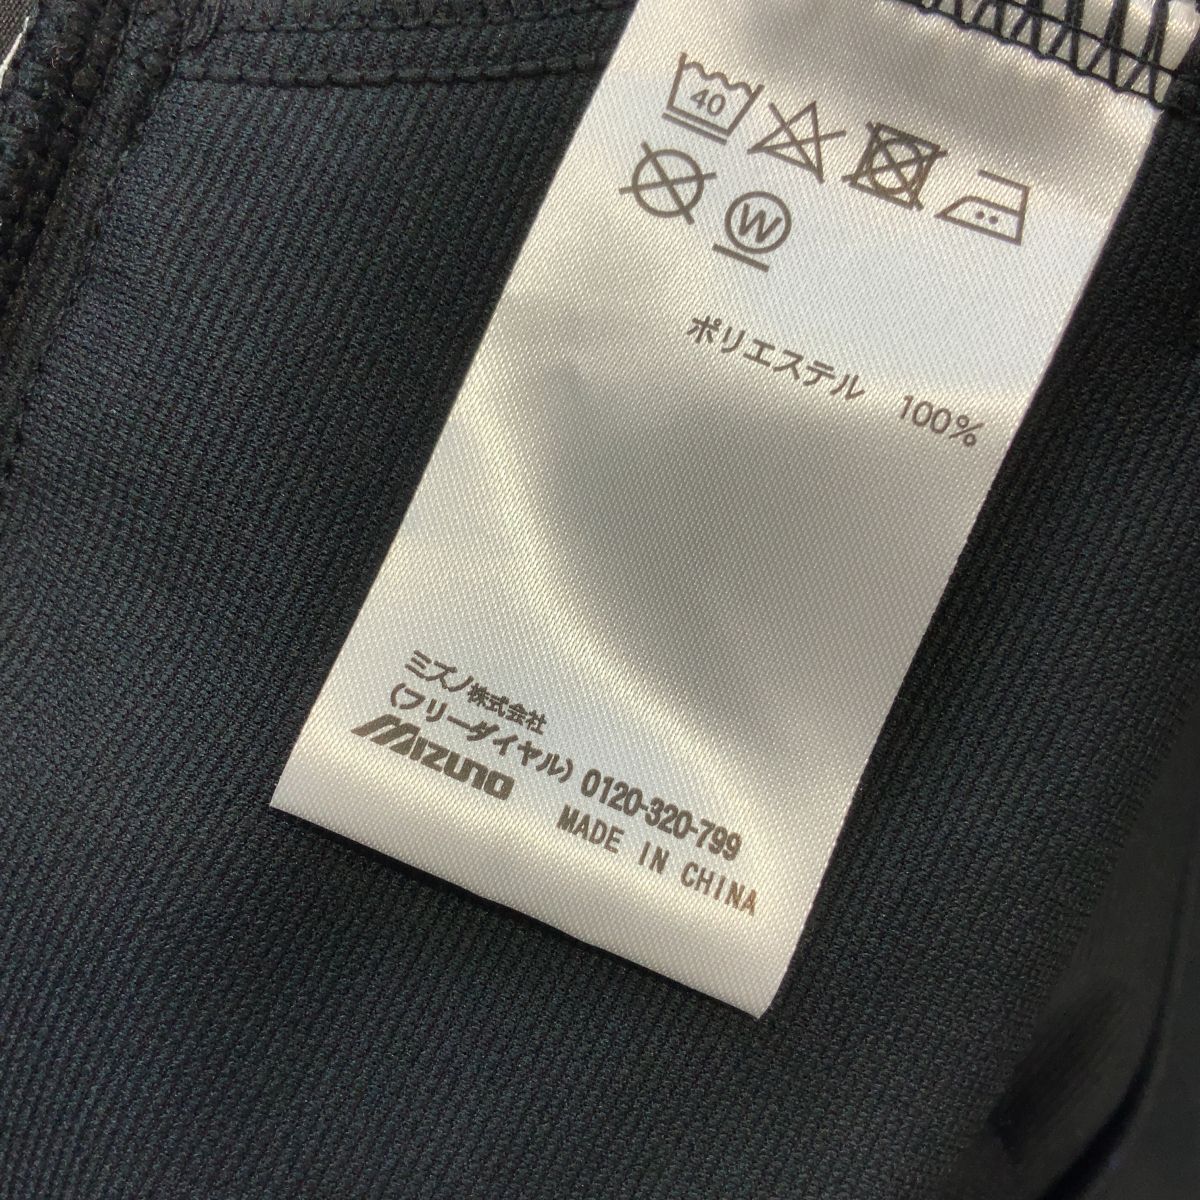 40
W
ポリエステル 100%
ミズノ株式会社
(フリーダイヤル) 0120-320-799
MIZUNO MADE IN CHINA